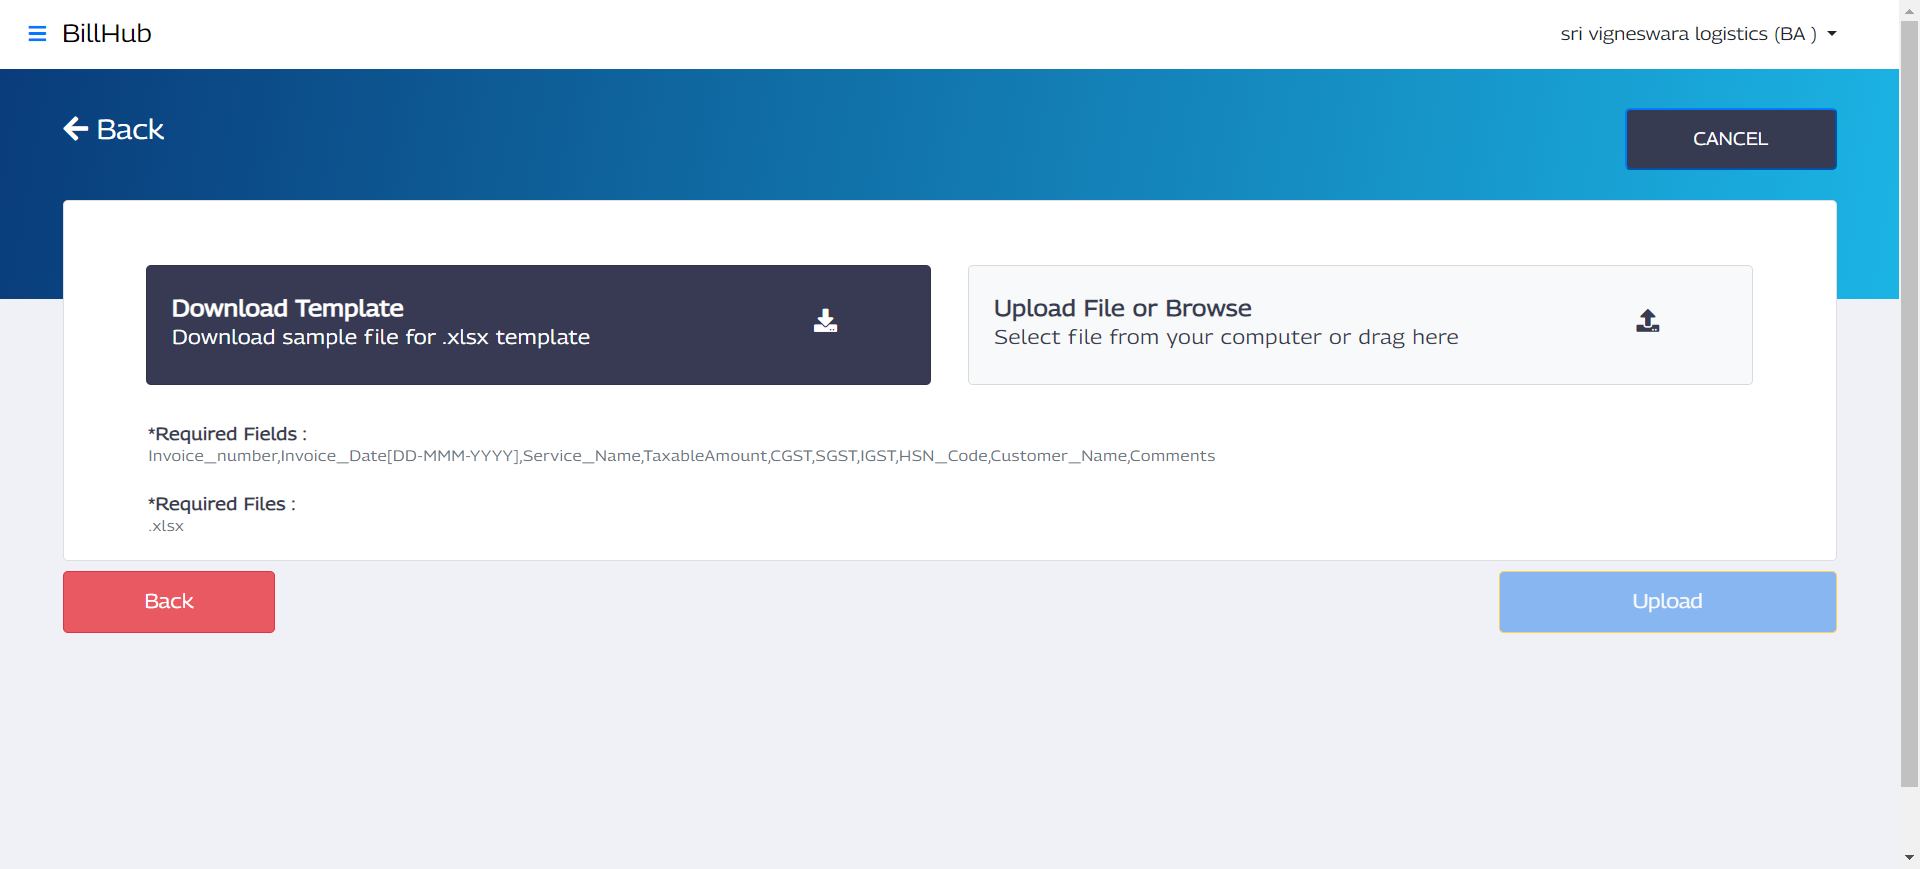 BillHub
sri vigneswara logistics (BA )
Back
CANCEL
Download Template
Download sample file for .xlsx template
Upload File or Browse
Select file from your computer or drag here
*Required Fields :
Invoice_number,Invoice_Date[DD-MMM-YYYY],Service_Name,TaxableAmount,CGST,SGST,IGST,HSN_Code,Customer_Name,Comments
*Required Files :
.xlsx
Back
Upload